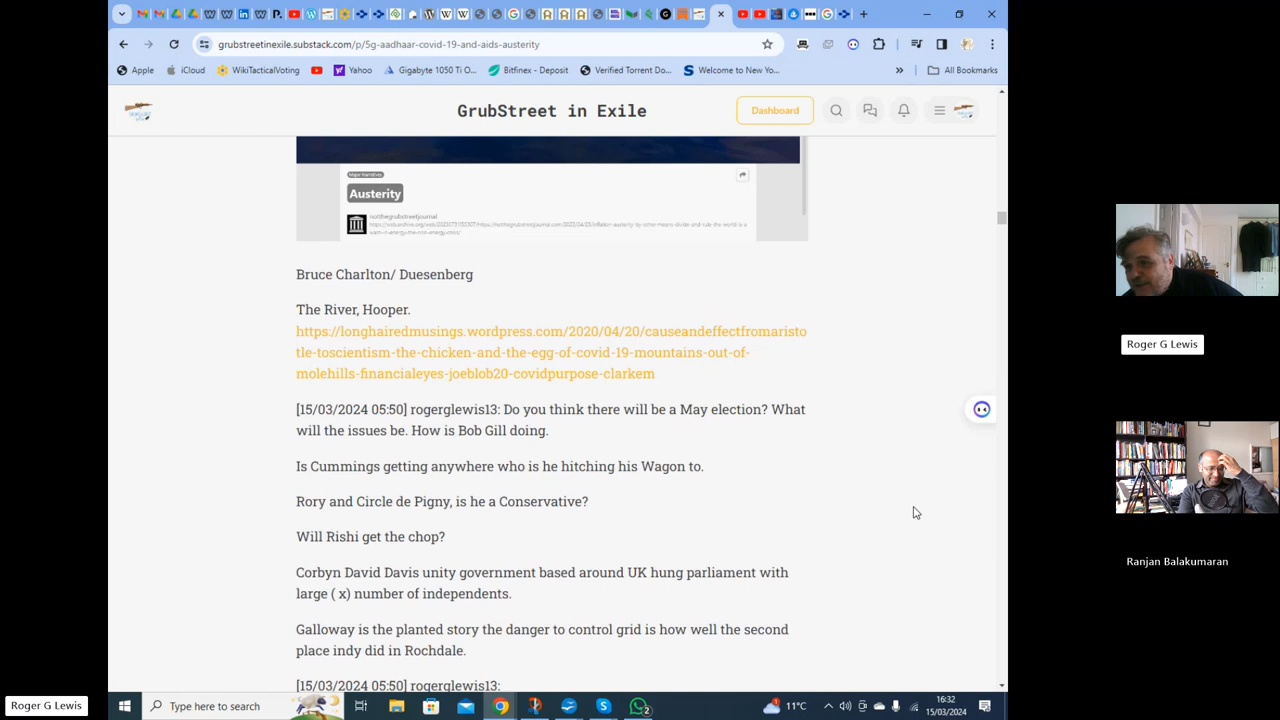 grubstreetinexile.substack.com/p/5g-aadhaar-covid-19-and-aids-austerity
Apple
iCloud
WikiTacticalVoting
Yahoo
Gigabyte 1050 Ti O...
Bitfinex - Deposit
Verified Torrent Do...
Welcome to New Yo...
»
All Bookmarks
GrubStreet in Exile
Dashboard
Major Narratives
Austerity
notthegrubstreetjournal
Bruce Charlton/ Duesenberg
The River, Hooper.
https://longhairedmusings.wordpress.com/2020/04/20/causeandeffectfromaristo
tle-toscientism-the-chicken-and-the-egg-of-covid-19-mountains-out-of-
molehills-financialeyes-joeblob20-covidpurpose-clarkem
[15/03/2024 05:50] rogerglewis13: Do you think there will be a May election? What
will the issues be. How is Bob Gill doing.
Is Cummings getting anywhere who is he hitching his Wagon to.
Rory and Circle de Pigny, is he a Conservative?
Will Rishi get the chop?
Corbyn David Davis unity government based around UK hung parliament with
large ( x) number of independents.
Galloway is the planted story the danger to control grid is how well the second
place indy did in Rochdale.
[15/03/2024 05:50] rogerglewis13:
Roger G Lewis
Ranjan Balakumaran
Roger G Lewis
Type here to search
2
11°C
16:32
15/03/2024